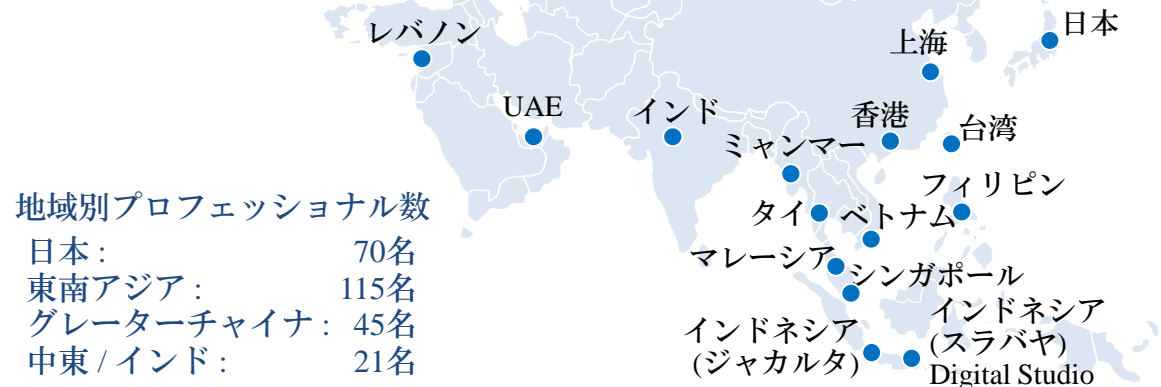 レバノン
日本
上海
UAE
インド
香港
台湾
ミャンマー
フィリピン
タイ
ベトナム
マレーシア
シンガポール
インドネシア
(ジャカルタ)
インドネシア
(スラバヤ)
Digital Studio
地域別プロフェッショナル数
日本 : 70名
東南アジア : 115名
グレーターチャイナ : 45名
中東 / インド : 21名